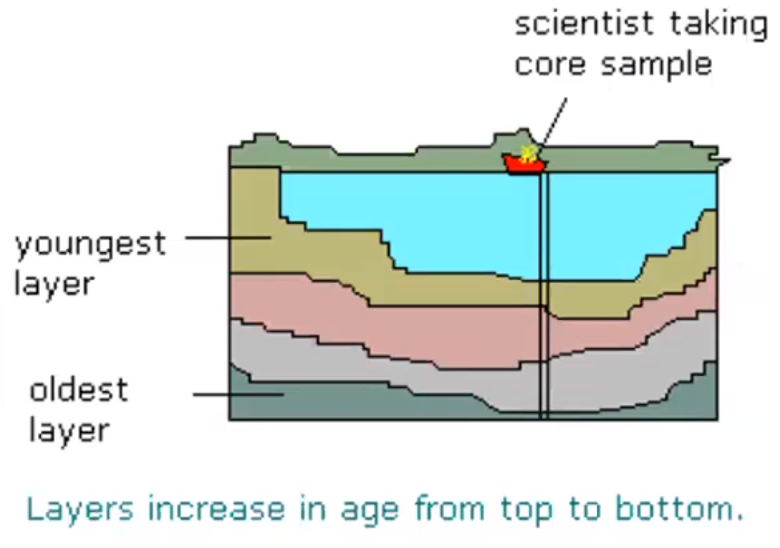 scientist taking
core sample
youngest
layer
oldest
layer
Layers increase in age from top to bottom.